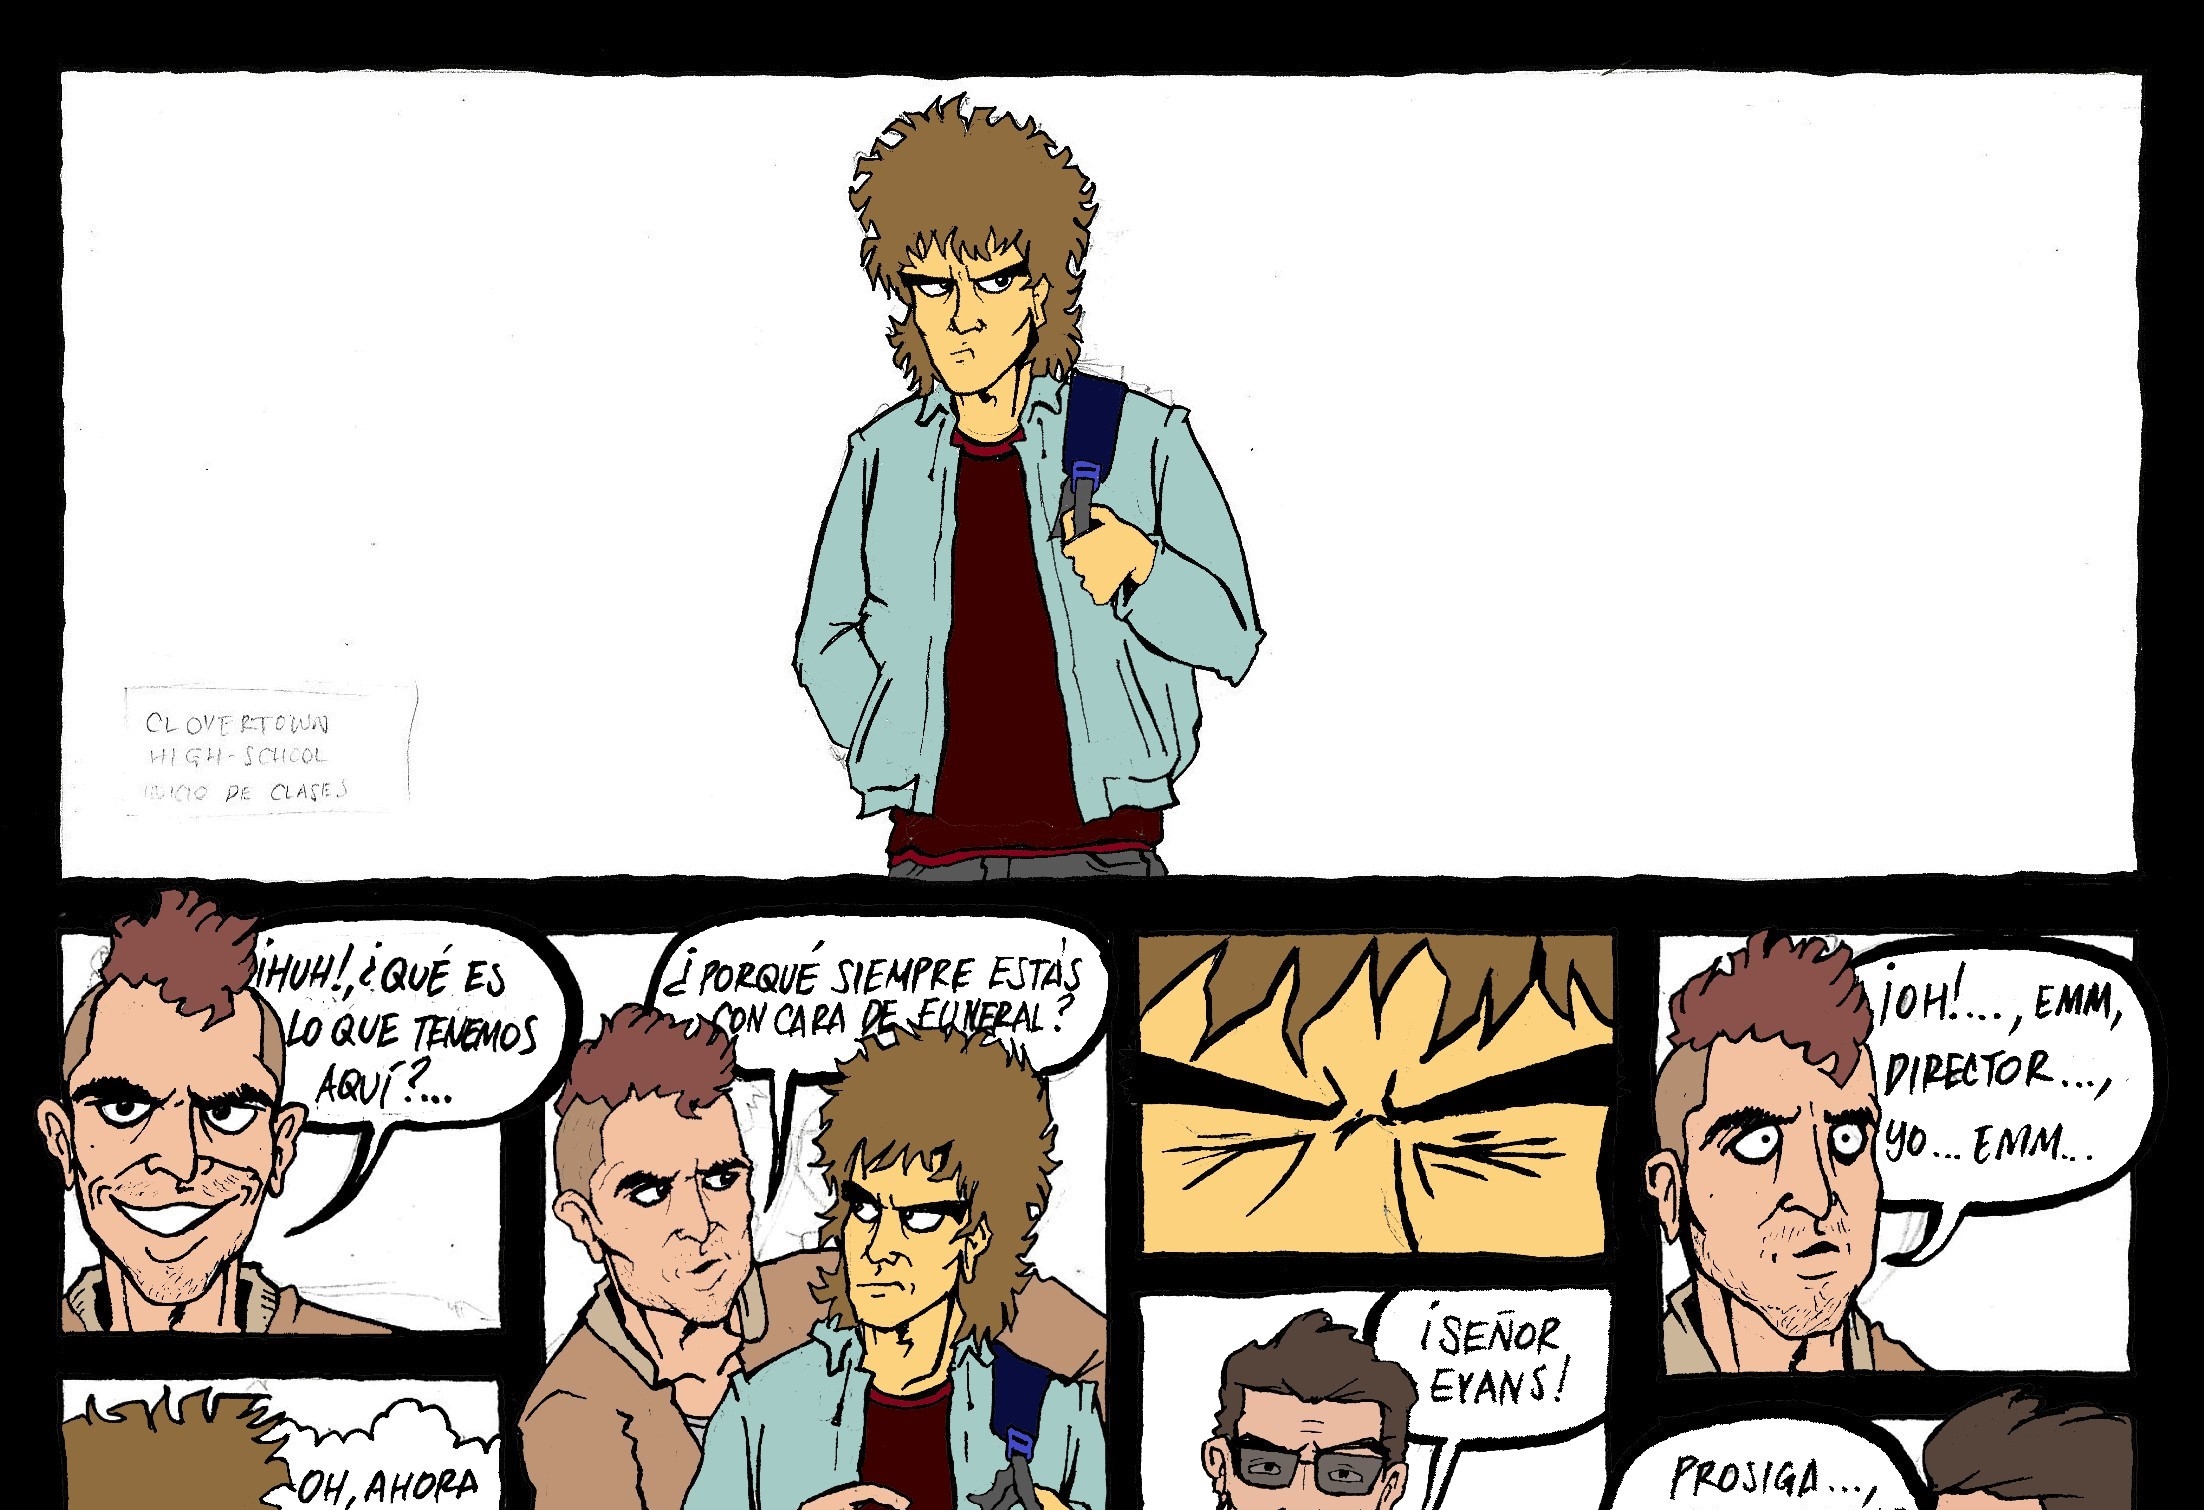 CLOVERTOWN
HIGH-SCHOOL
INICIO DE CLASES
¡HUH!,¿QUÉ ES
LO QUE TENEMOS
AQUÍ?....
¿PORQUÉ SIEMPRE ESTÁS
CON CARA DE FUNERAL?
¡OH!...., EMM,
DIRECTOR...,
YO... EMM...
¡SEÑOR
EVANS!
OH, AHORA
PROSIGA...,